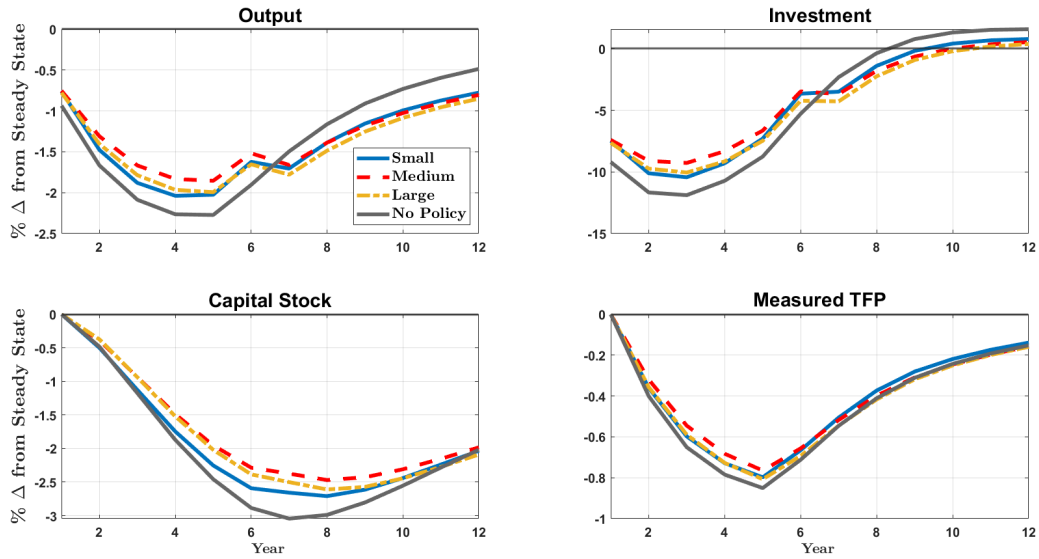 Output
% Δ from Steady State
0
-0.5
-1
-1.5
-2
-2.5
2 4 6 8 10 12
Small
Medium
Large
No Policy
Investment
0
-5
-10
-15
2 4 6 8 10 12
Capital Stock
% Δ from Steady State
0
-0.5
-1
-1.5
-2
-2.5
-3
2 4 6 8 10 12
Year
Measured TFP
0
-0.2
-0.4
-0.6
-0.8
-1
2 4 6 8 10 12
Year